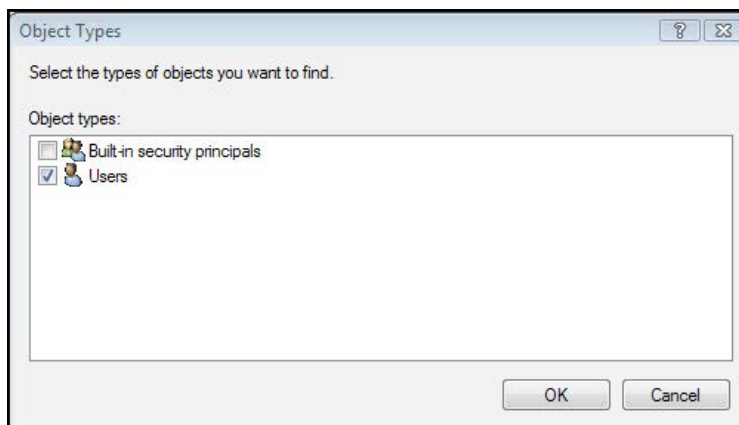 Object Types
Select the types of objects you want to find.
Object types:
Built-in security principals
Users
OK Cancel